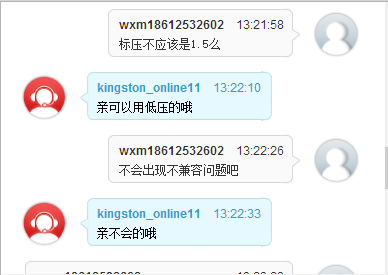 wxm18612532602 13:21:58
标压不应该是1.5么
kingston_online11 13:22:10
亲可以用低压的哦
wxm18612532602 13:22:26
不会出现不兼容问题吧
kingston_online11 13:22:33
亲不会的哦